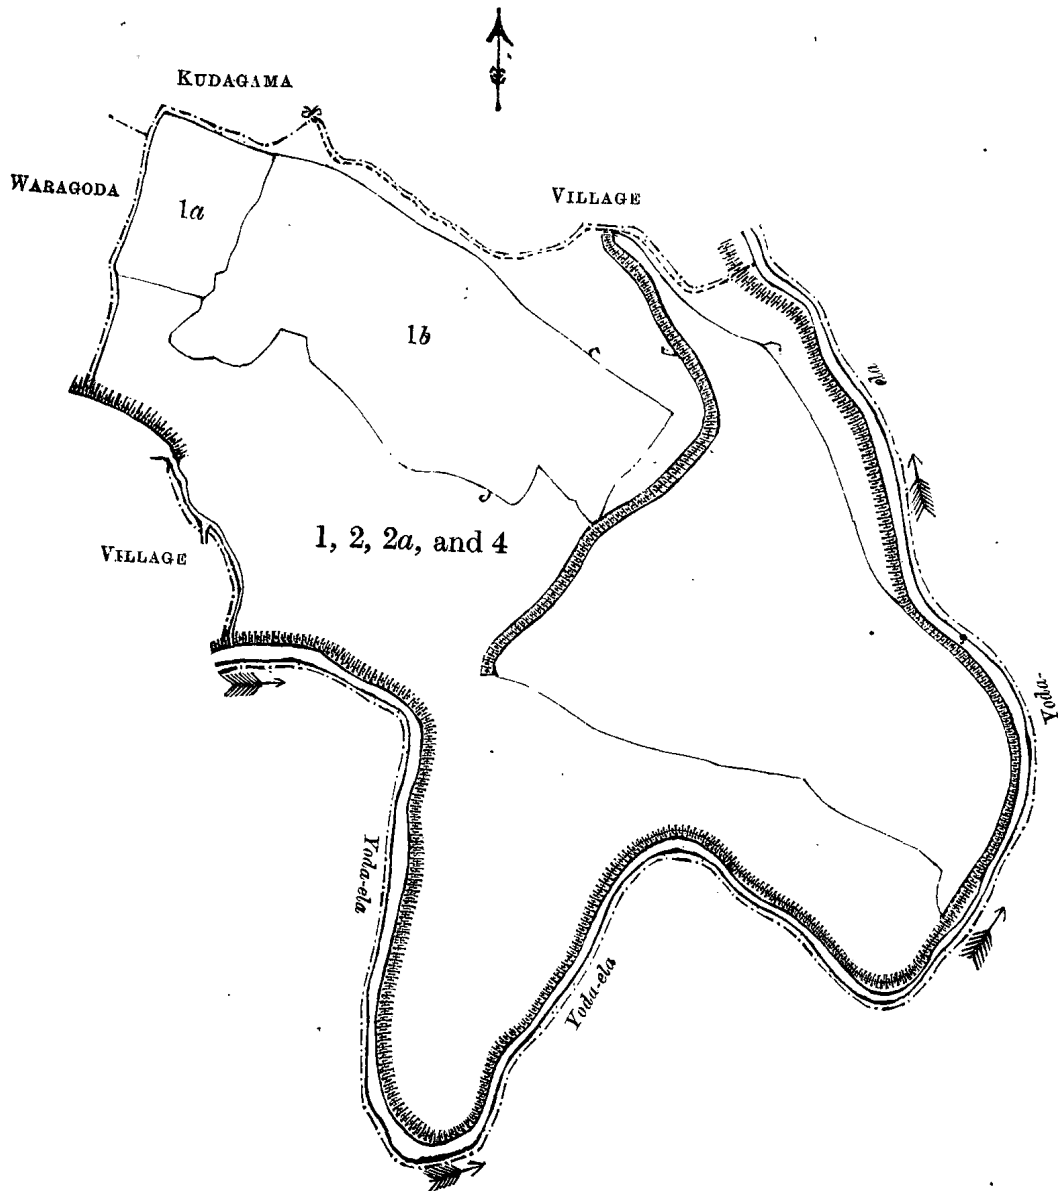 KUDAGAMA
WARAGODA
VILLAGE
1a
1b
ela
1, 2, 2a, and 4
VILLAGE
Yoda-
Yoda-ela
Yoda-ela